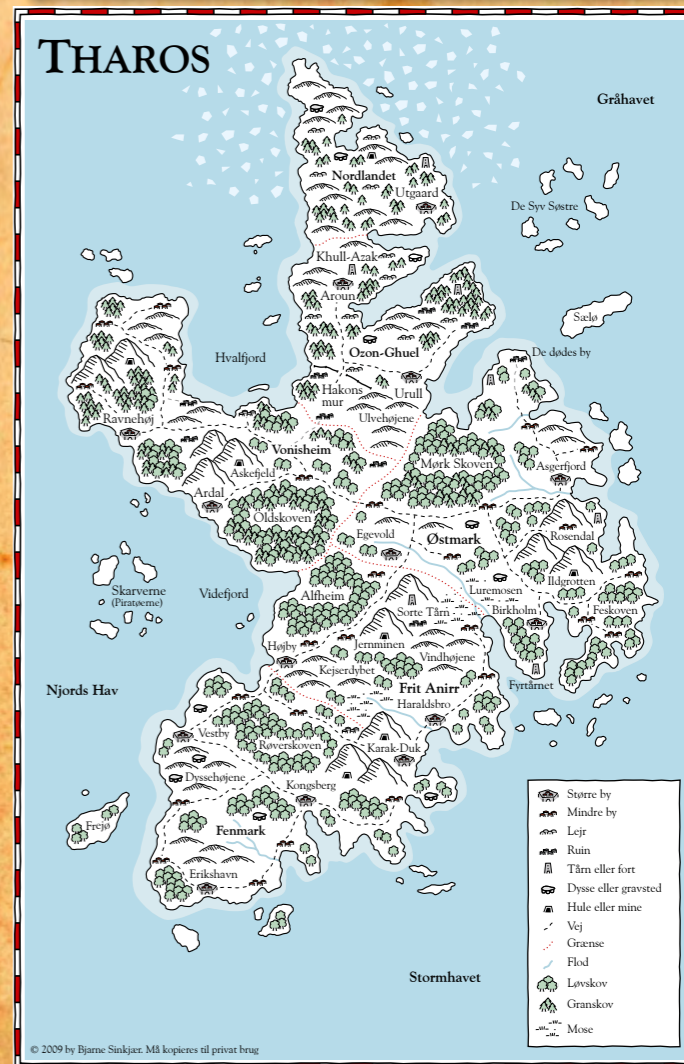 THAROS
Gråhavet
Nordlandet
Utgaard
De Syv Søstre
Khull-Azak
Aroun
Sælø
Hvalfjord
Ozon-Ghuel
De dødes by
Hakons
mur
Urull
Ravnehøj
Ulvehøjene
Vonisheim
Mørk Skoven
Askefjeld
Asgerfjord
Ardal
Oldskoven
Egevold
Østmark
Rosendal
Skarverne
(Piratøerne)
Videfjord
Alfheim
Luremosen
Ildgrotten
Sorte Tårn
Birkholm
Feskoven
Højby
Jernminen
Vindhøjene
Kejserdybet
Njords Hav
Frit Anirr
Fyrtårnet
Haraldsbro
Vestby
Røverskoven
Karak-Duk
Dyssehøjene
Kongsberg
Frejø
Fenmark
Erikshavn
Stormhavet
Større by
Mindre by
Lejr
Ruin
Tårn eller fort
Dysse eller gravsted
Hule eller mine
Vej
Grænse
Flod
Løvskov
Granskov
Mose
© 2009 by Bjarne Sinkjær. Må kopieres til privat brug